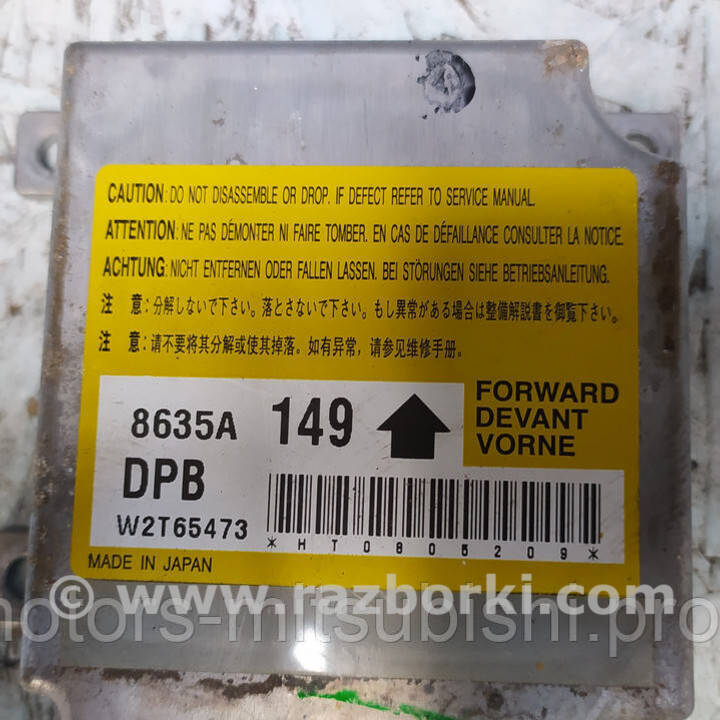 CAUTION: DO NOT DISASSEMBLE OR DROP. IF DEFECT REFER TO SERVICE MANUAL.
ATTENTION: NE PAS DÉMONTER NI FAIRE TOMBER. EN CAS DE DÉFAILLANCE CONSULTER LA NOTICE.
ACHTUNG: NICHT ENTFERNEN ODER FALLEN LASSEN. BEI STÖRUNGEN SIEHE BETRIEBSANLEITUNG.
注 意:分解しないで下さい。落とさないで下さい。もし異常がある場合は整備解説書を御覧下さい。
注 意:请不要将其分解或使其掉落。如有异常,请参见维修手册.
8635A 149
FORWARD
DEVANT
VORNE
DPB
W2T65473
*HT0805209*
MADE IN JAPAN
© www.razborki.com
motors-mitsubishi.pro